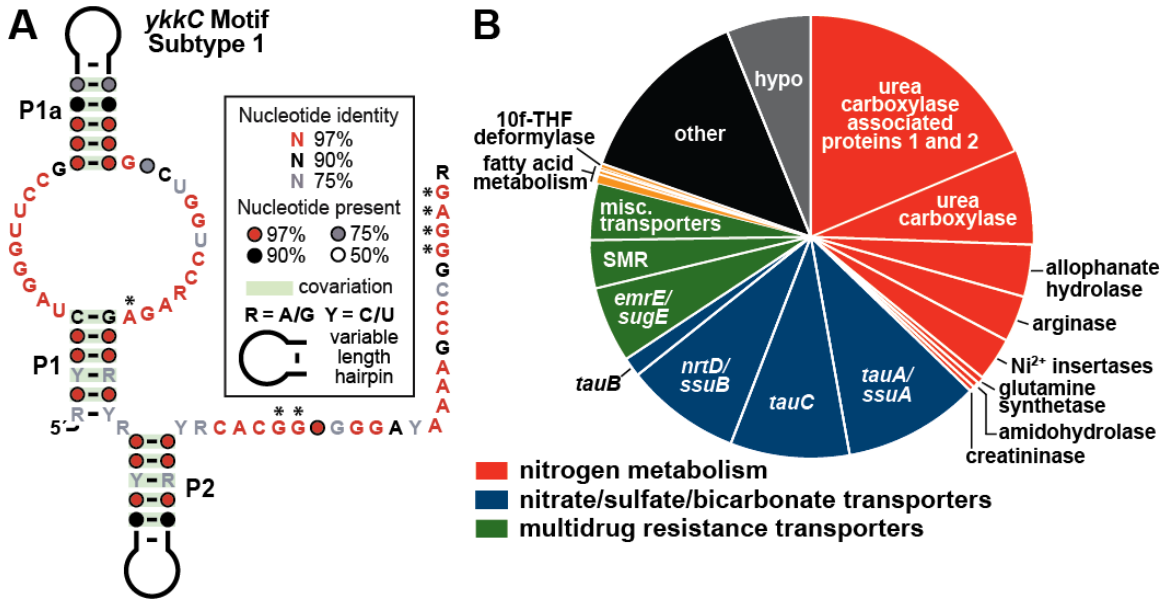 A
ykkC Motif
Subtype 1
P1a
G
G
C
U
G
G
U
C
C
R
A
G
A
*
C
C
U
U
G
G
G
A
U
C-G
P1
Y R
R-Y
5'
R
Y R
P2
Y R C A C G G G G G A Y A
* *
A
A
A
G
C
C
C
G
G
G
A
G
R
*
*
*
*
Nucleotide identity
N 97%
N 90%
N 75%
Nucleotide present
97% 75%
90% 50%
covariation
R = A/G Y = C/U
variable
length
hairpin
B
hypo
other
10f-THF
deformylase
fatty acid
metabolism
misc.
transporters
SMR
emrE/
sugE
tauB
nrtD/
ssuB
tauC
tauA/
ssuA
urea
carboxylase
associated
proteins 1 and 2
urea
carboxylase
allophanate
hydrolase
arginase
Ni2+ insertases
glutamine
synthetase
amidohydrolase
creatininase
nitrogen metabolism
nitrate/sulfate/bicarbonate transporters
multidrug resistance transporters